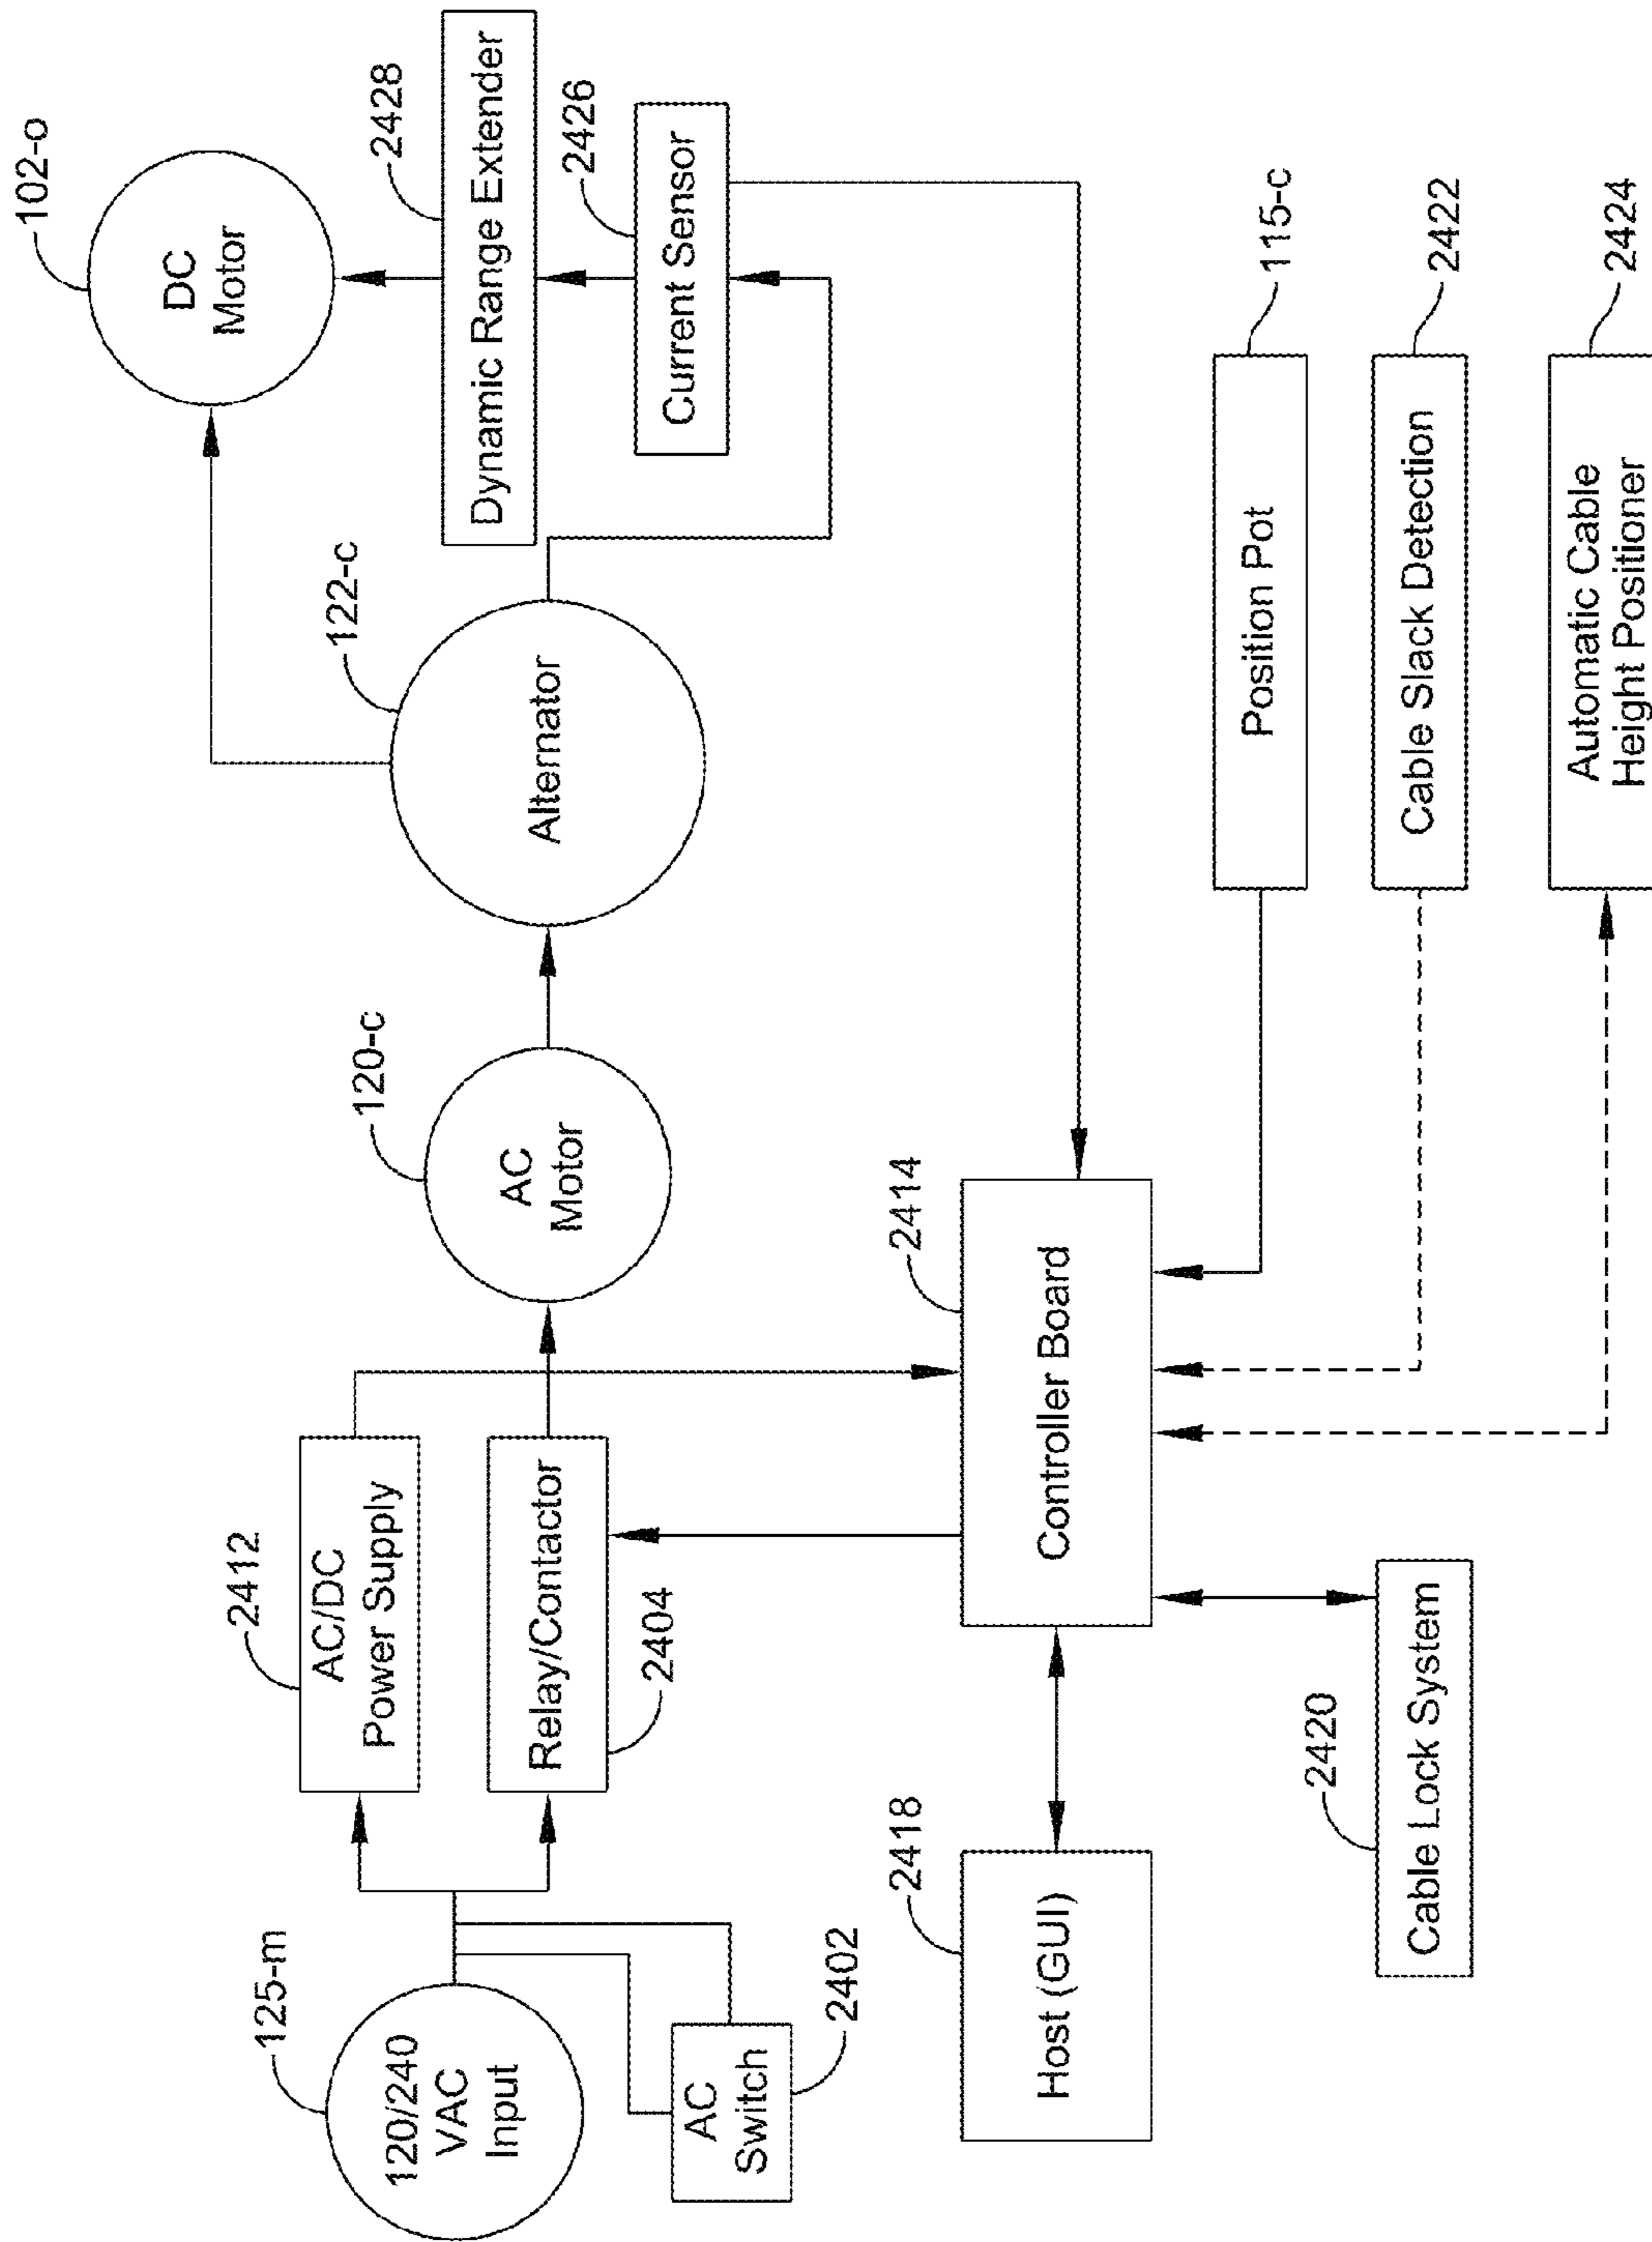 125-m
120/240
VAC
Input
AC
Switch
2402
2412
AC/DC
Power Supply
Relay/Contactor
2404
120-c
AC
Motor
122-c
Alternator
102-o
DC
Motor
2428
Dynamic Range Extender
2426
Current Sensor
2418
Host (GUI)
2414
Controller Board
2420
Cable Lock System
Position Pot
115-c
Cable Slack Detection
2422
Automatic Cable
Height Positioner
2424